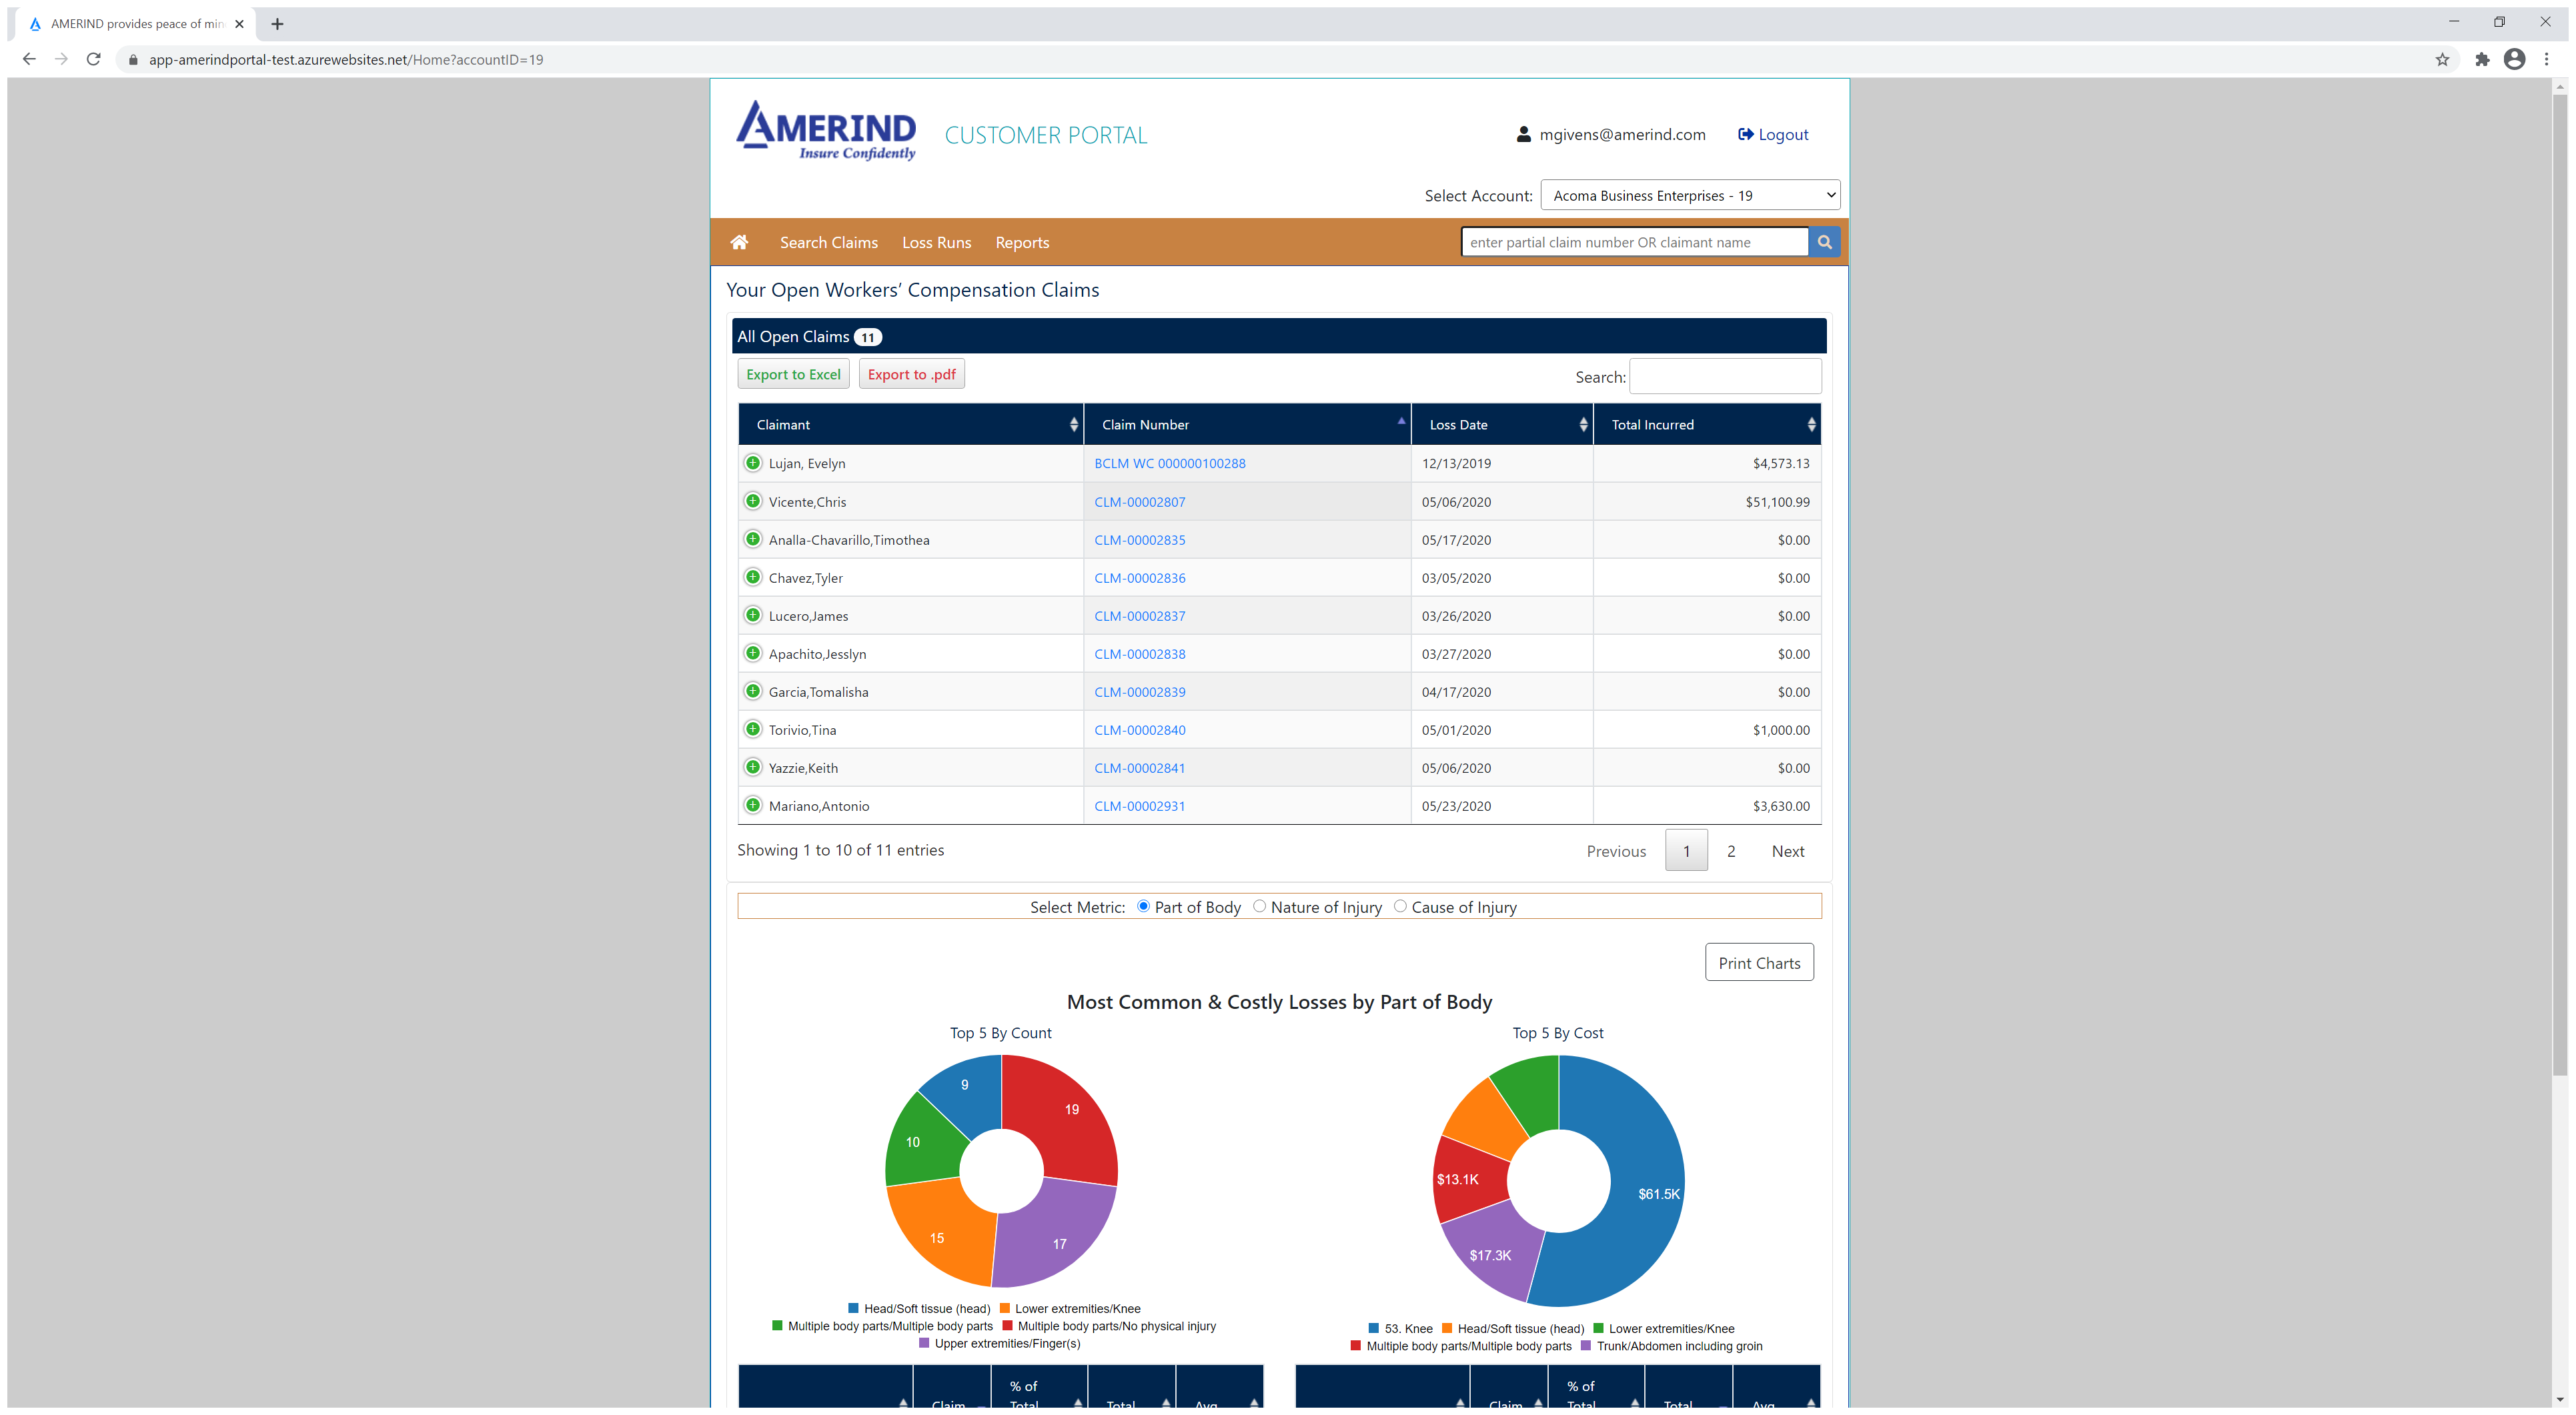 AMERIND provides peace of min
app-amerindportal-test.azurewebsites.net/Home?accountID=19
AMERIND
Insure Confidently
CUSTOMER PORTAL
mgivens@amerind.com
Logout
Select Account:
Acoma Business Enterprises - 19
Search Claims
Loss Runs
Reports
enter partial claim number OR claimant name
Your Open Workers’ Compensation Claims
All Open Claims 11
Export to Excel
Export to .pdf
Search:
Claimant Claim Number Loss Date Total Incurred
Lujan, Evelyn BCLM WC 000000100288 12/13/2019 $4,573.13
Vicente,Chris CLM-00002807 05/06/2020 $51,100.99
Analla-Chavarillo,Timothea CLM-00002835 05/17/2020 $0.00
Chavez,Tyler CLM-00002836 03/05/2020 $0.00
Lucero,James CLM-00002837 03/26/2020 $0.00
Apachito,Jesslyn CLM-00002838 03/27/2020 $0.00
Garcia,Tomalisha CLM-00002839 04/17/2020 $0.00
Torivio,Tina CLM-00002840 05/01/2020 $1,000.00
Yazzie,Keith CLM-00002841 05/06/2020 $0.00
Mariano,Antonio CLM-00002931 05/23/2020 $3,630.00
Showing 1 to 10 of 11 entries
Previous 1 2 Next
Select Metric: Part of Body Nature of Injury Cause of Injury
Print Charts
Most Common & Costly Losses by Part of Body
Top 5 By Count
9
19
10
15
17
Head/Soft tissue (head) Lower extremities/Knee
Multiple body parts/Multiple body parts Multiple body parts/No physical injury
Upper extremities/Finger(s)
Top 5 By Cost
$13.1K
$61.5K
$17.3K
53. Knee Head/Soft tissue (head) Lower extremities/Knee
Multiple body parts/Multiple body parts Trunk/Abdomen including groin
% of
Claim Total Total Avg
% of
Claim Total Total Avg